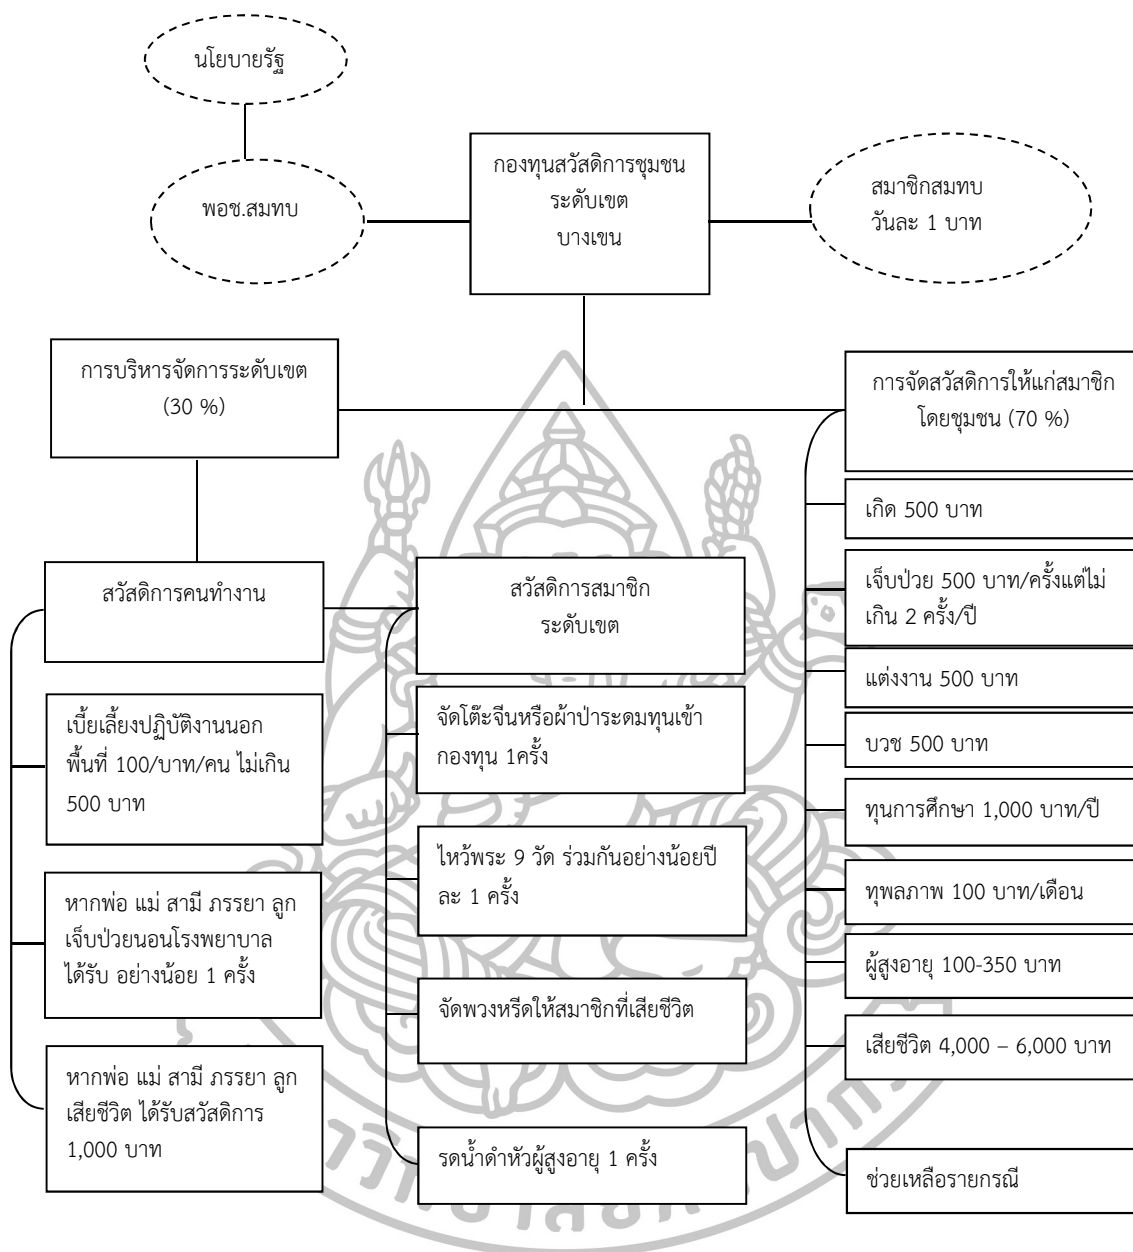 นโยบายรัฐ
พอช.สมทบ
กองทุนสวัสดิการชุมชน
ระดับเขต
บางเขน
สมาชิกสมทบ
วันละ 1 บาท
การบริหารจัดการระดับเขต
(30 %)
การจัดสวัสดิการให้แก่สมาชิก
โดยชุมชน (70 %)
สวัสดิการคนทำงาน
เบี้ยเลี้ยงปฏิบัติงานนอก
พื้นที่ 100/บาท/คน ไม่เกิน
500 บาท
หากพ่อ แม่ สามี ภรรยา ลูก
เจ็บป่วยนอนโรงพยาบาล
ได้รับ อย่างน้อย 1 ครั้ง
หากพ่อ แม่ สามี ภรรยา ลูก
เสียชีวิต ได้รับสวัสดิการ
1,000 บาท
สวัสดิการสมาชิก
ระดับเขต
จัดโต๊ะจีนหรือผ้าป่าระดมทุนเข้า
กองทุน 1ครั้ง
ไหว้พระ 9 วัด ร่วมกันอย่างน้อยปี
ละ 1 ครั้ง
จัดพวงหรีดให้สมาชิกที่เสียชีวิต
รดน้ำดำหัวผู้สูงอายุ 1 ครั้ง
เกิด 500 บาท
เจ็บป่วย 500 บาท/ครั้งแต่ไม่
เกิน 2 ครั้ง/ปี
แต่งงาน 500 บาท
บวช 500 บาท
ทุนการศึกษา 1,000 บาท/ปี
ทุพลภาพ 100 บาท/เดือน
ผู้สูงอายุ 100-350 บาท
เสียชีวิต 4,000 – 6,000 บาท
ช่วยเหลือรายกรณี